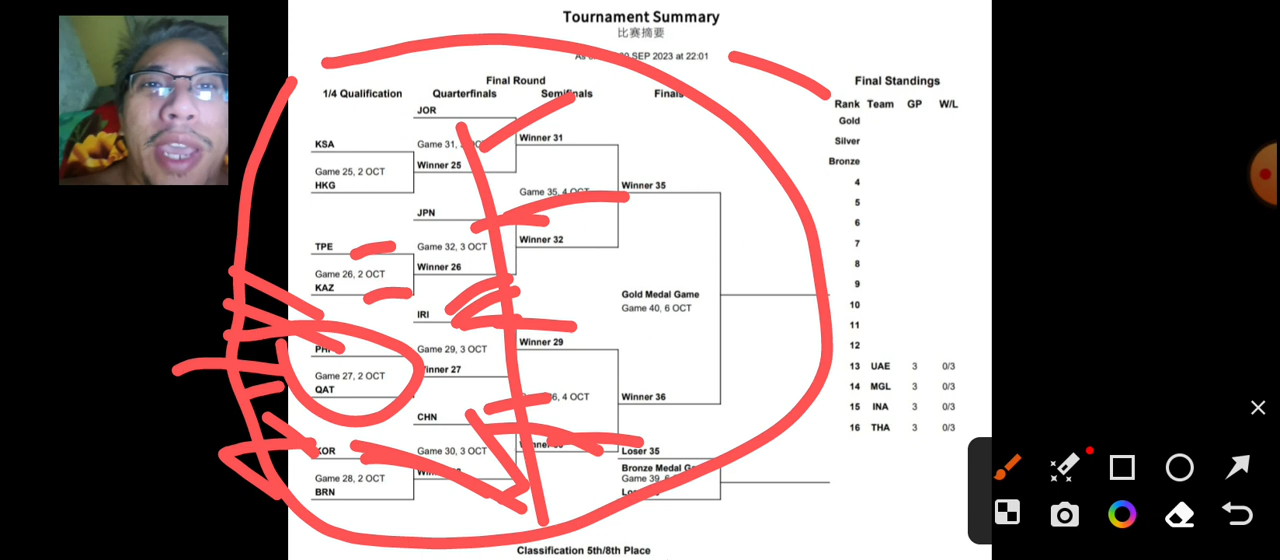 Tournament Summary
比赛摘要
SEP 2023 at 22:01
Final Round
1/4 Qualification Quarterfinals Semifinals Finals
JOR
KSA
Game 31,
Winner 31
Game 25, 2 OCT
Winner 25
HKG
Game 35, 4 OCT
Winner 35
JPN
TPE
Game 32, 3 OCT
Winner 32
Game 26, 2 OCT
Winner 26
KAZ
Gold Medal Game
Game 40, 6 OCT
IRI
Game 29, 3 OCT
Winner 29
Game 27, 2 OCT
Winner 27
QAT
4 OCT
Winner 36
CHN
KOR
Game 30, 3 OCT
Loser 35
Game 28, 2 OCT
Bronze Medal
Game 39,
BRN
Classification 5th/8th Place
Final Standings
Rank Team GP W/L
Gold
Silver
Bronze
4
5
6
7
8
9
10
11
12
13 UAE 3 0/3
14 MGL 3 0/3
15 INA 3 0/3
16 THA 3 0/3